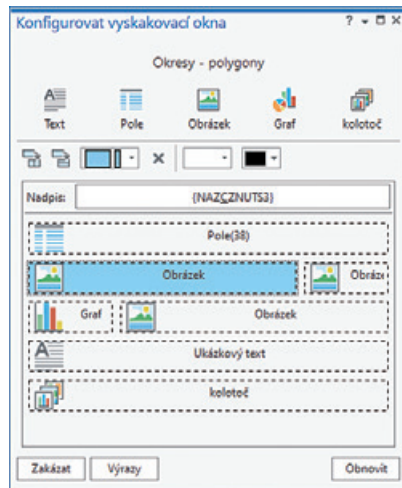 Konfigurovat vyskakovací okna
Okresy - polygony
Text Pole Obrázek Graf kolotoč
Nadpis: {NAZCZNUTS3}
Pole(38)
Obrázek Obráze
Graf Obrázek
Ukázkový text
kolotoč
Zakázat Výrazy Obnovit